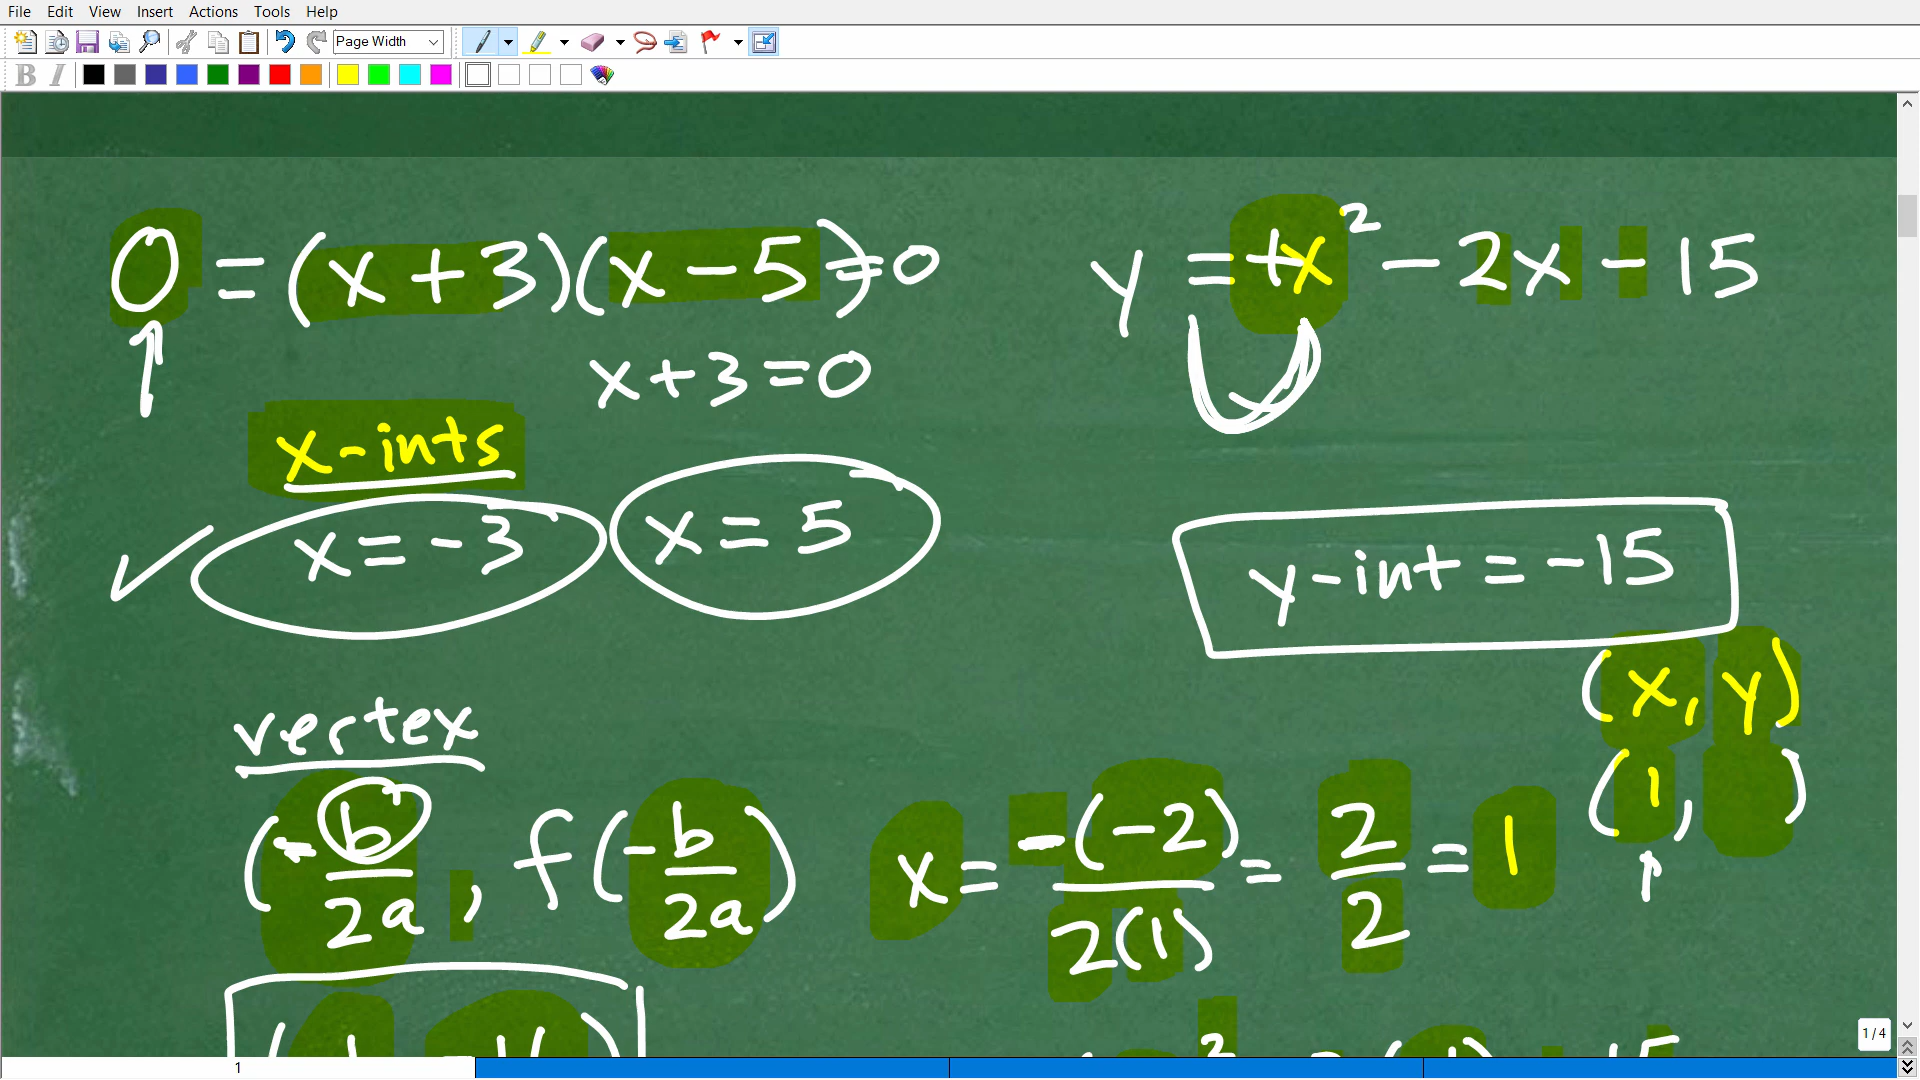 File Edit View Insert Actions Tools Help
Page Width
B I
0 = (x + 3)(x - 5) = 0
y = +x² - 2x - 15
x + 3 = 0
x-ints
x = -3
x = 5
y-int = -15
(x, y)
(1, )
vertex
(-b/2a, f(-b/2a)
x = -(-2)/2(1) = 2/2 = 1
1 / 4
1